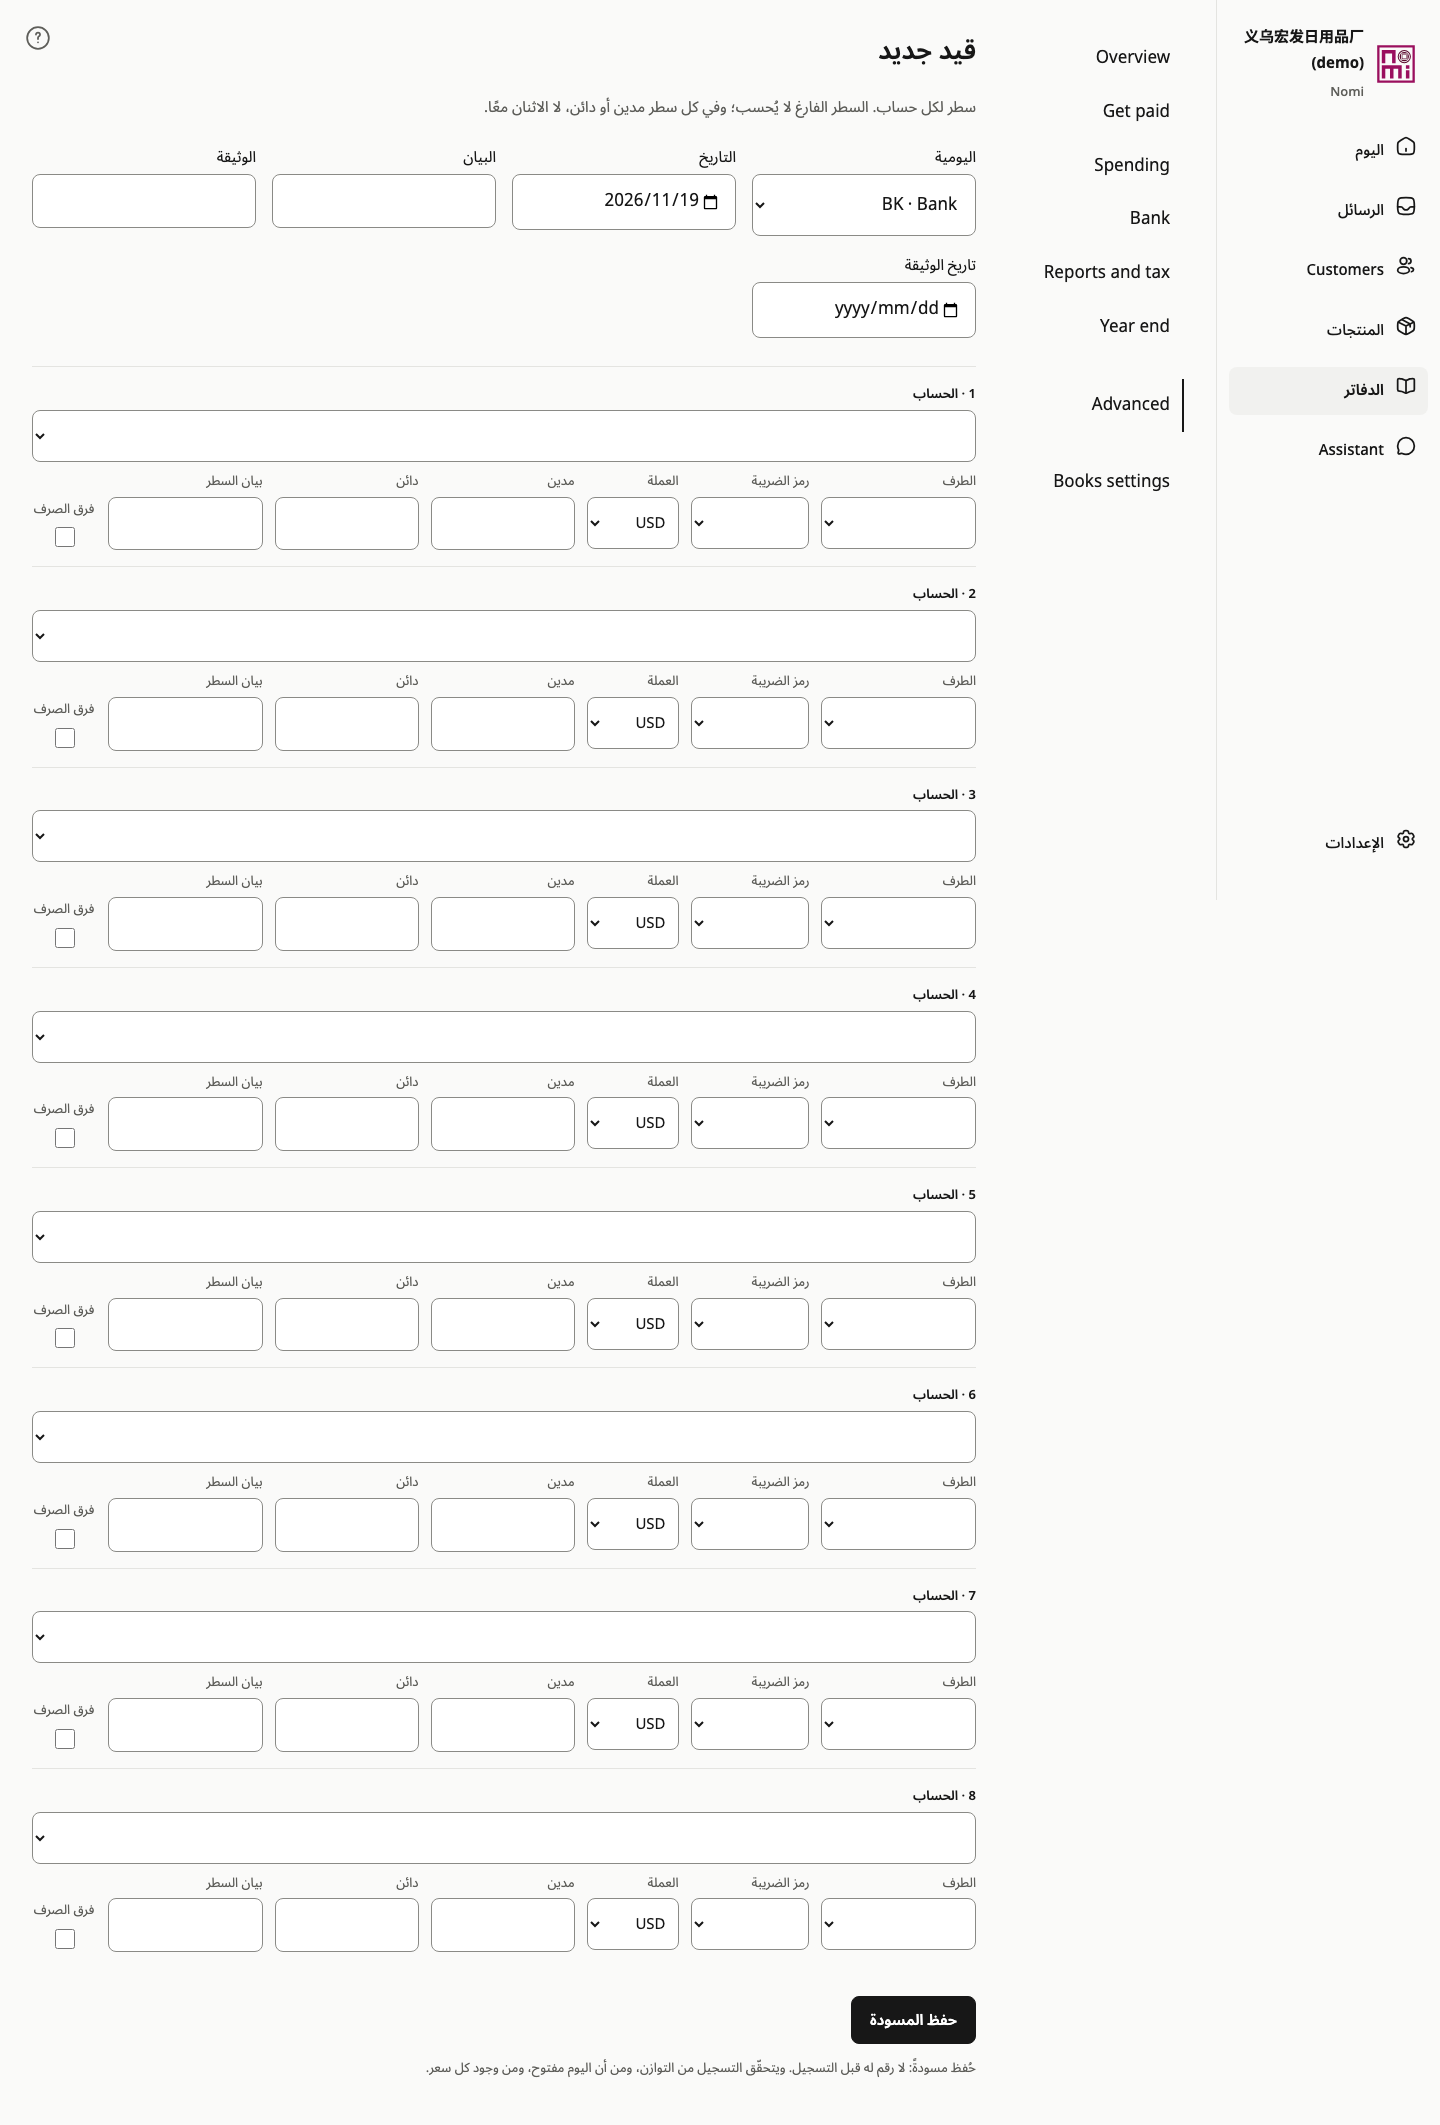 义乌宏发日用品厂
(demo)
Nomi
اليوم
الرسائل
Customers
المنتجات
الدفاتر
Assistant
الإعدادات
Overview
Get paid
Spending
Bank
Reports and tax
Year end
Advanced
Books settings
قيد جديد
سطر لكل حساب. السطر الفارغ لا يُحسب؛ وفي كل سطر مدين أو دائن، لا الاثنان معًا.
اليومية التاريخ البيان الوثيقة
BK · Bank 2026/11/19
تاريخ الوثيقة
yyyy/mm/dd
1 · الحساب
الطرف رمز الضريبة العملة مدين دائن بيان السطر فرق الصرف
USD
2 · الحساب
الطرف رمز الضريبة العملة مدين دائن بيان السطر فرق الصرف
USD
3 · الحساب
الطرف رمز الضريبة العملة مدين دائن بيان السطر فرق الصرف
USD
4 · الحساب
الطرف رمز الضريبة العملة مدين دائن بيان السطر فرق الصرف
USD
5 · الحساب
الطرف رمز الضريبة العملة مدين دائن بيان السطر فرق الصرف
USD
6 · الحساب
الطرف رمز الضريبة العملة مدين دائن بيان السطر فرق الصرف
USD
7 · الحساب
الطرف رمز الضريبة العملة مدين دائن بيان السطر فرق الصرف
USD
8 · الحساب
الطرف رمز الضريبة العملة مدين دائن بيان السطر فرق الصرف
USD
حفظ المسودة
حُفظ مسودةً: لا رقم له قبل التسجيل. ويتحقّق التسجيل من التوازن، ومن أن اليوم مفتوح، ومن وجود كل سعر.